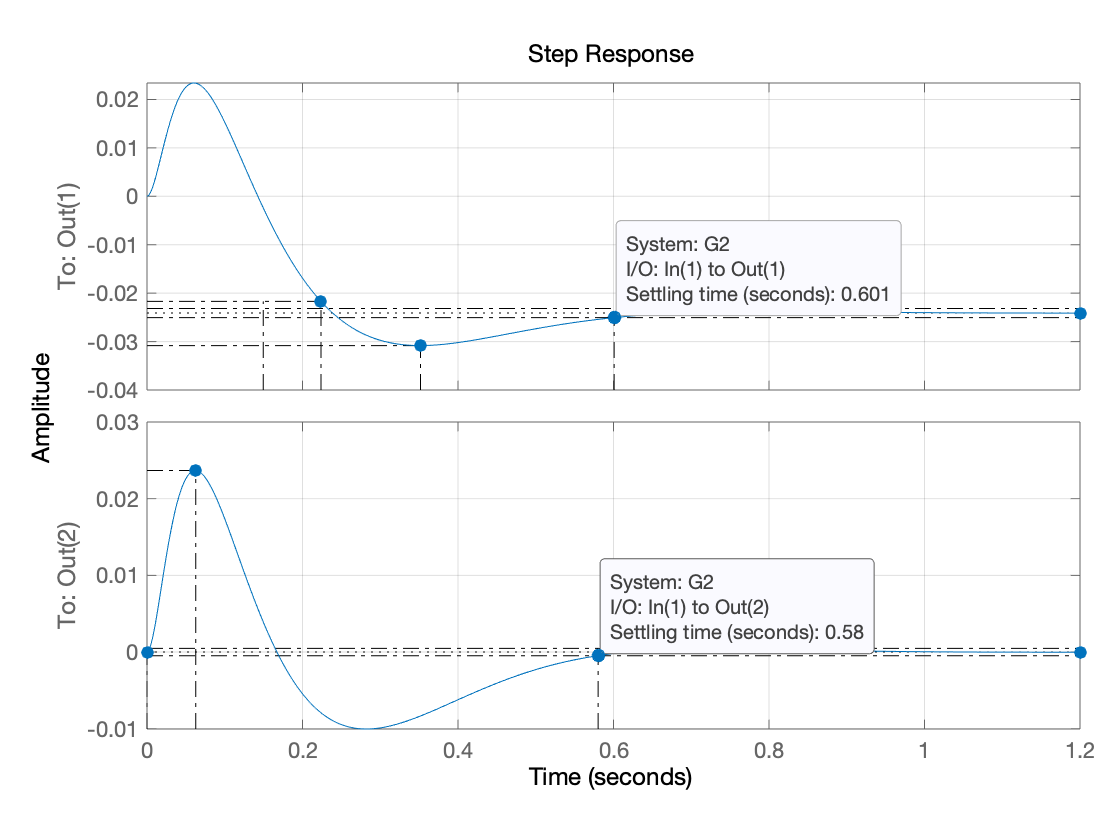 Step Response
To: Out(1)
0.02
0.01
0
-0.01
-0.02
-0.03
-0.04
System: G2
I/O: In(1) to Out(1)
Settling time (seconds): 0.601
Amplitude
To: Out(2)
0.03
0.02
0.01
0
-0.01
System: G2
I/O: In(1) to Out(2)
Settling time (seconds): 0.58
0 0.2 0.4 0.6 0.8 1 1.2
Time (seconds)